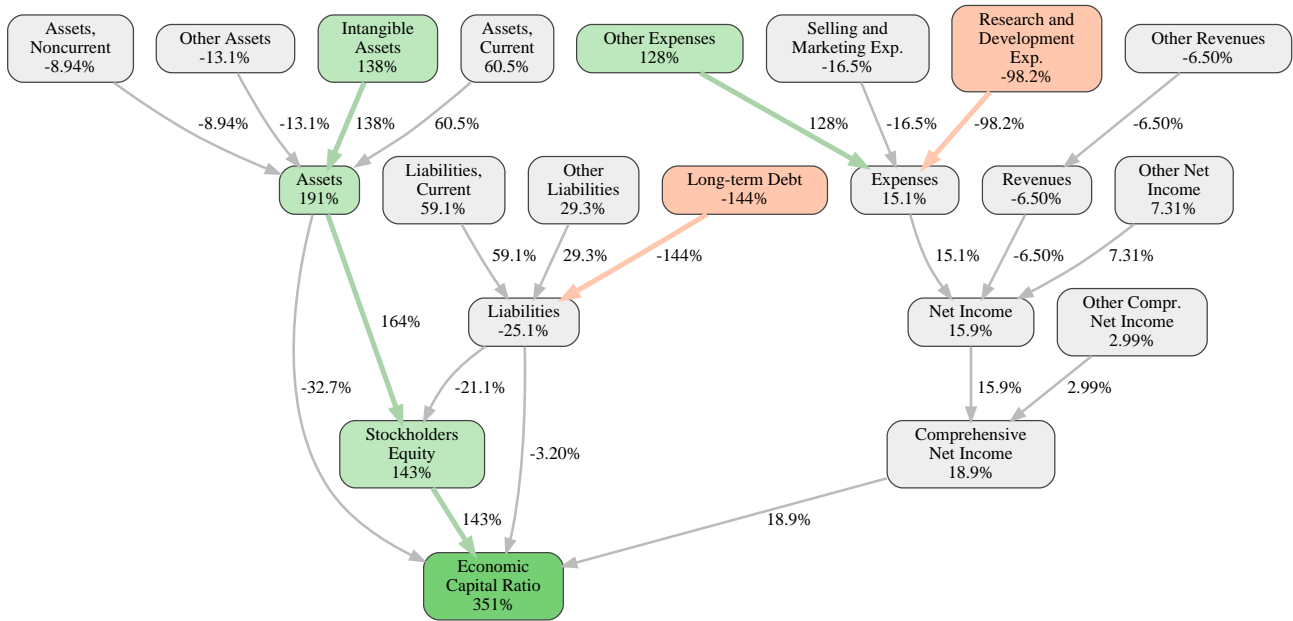 Assets,
Noncurrent
-8.94%
Other Assets
-13.1%
Intangible
Assets
138%
Assets,
Current
60.5%
Other Expenses
128%
Selling and
Marketing Exp.
-16.5%
Research and
Development
Exp.
-98.2%
Other Revenues
-6.50%
-8.94%
-13.1%
138%
60.5%
128%
-16.5%
-98.2%
-6.50%
Assets
191%
Liabilities,
Current
59.1%
Other
Liabilities
29.3%
Long-term Debt
-144%
Expenses
15.1%
Revenues
-6.50%
Other Net
Income
7.31%
59.1%
29.3%
-144%
15.1%
-6.50%
7.31%
164%
Liabilities
-25.1%
Net Income
15.9%
Other Compr.
Net Income
2.99%
-32.7%
-21.1%
15.9%
2.99%
Stockholders
Equity
143%
-3.20%
Comprehensive
Net Income
18.9%
143%
18.9%
Economic
Capital Ratio
351%